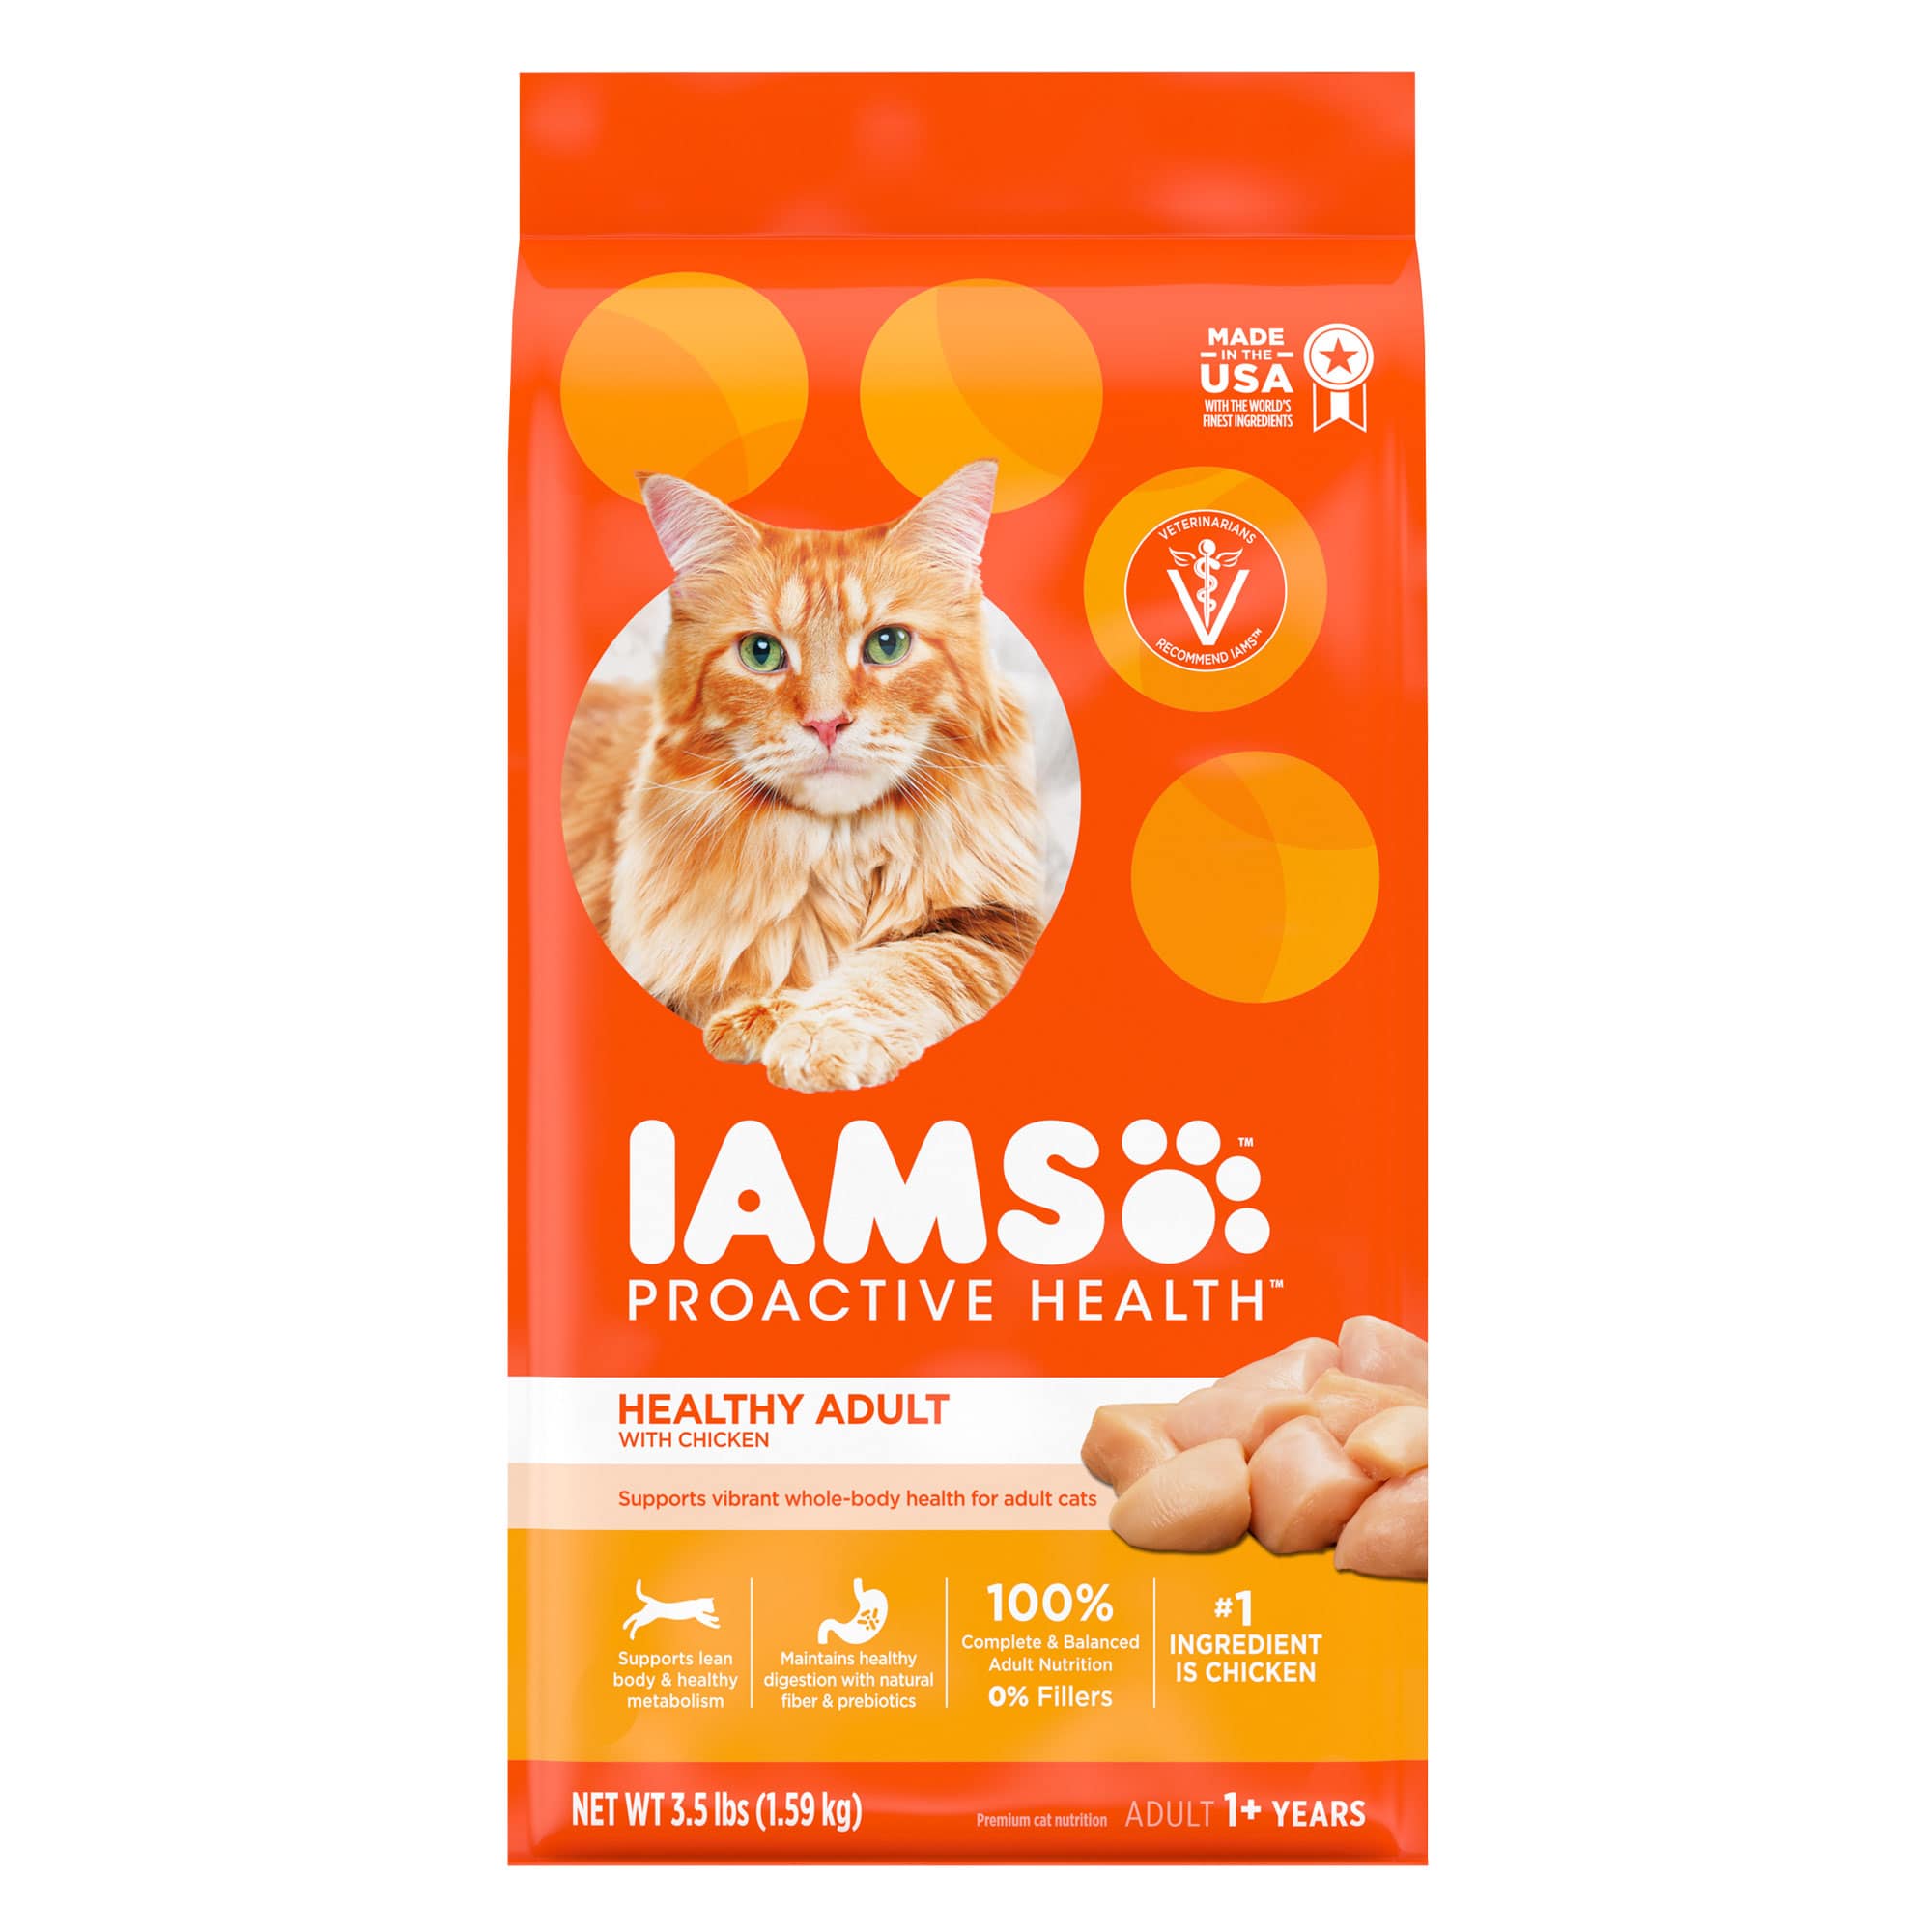 MADE
IN THE
USA
WITH THE WORLD'S
FINEST INGREDIENTS
VETERINARIANS
V
RECOMMEND IAMS™
IAMS™
PROACTIVE HEALTH™
HEALTHY ADULT
WITH CHICKEN
Supports vibrant whole-body health for adult cats
Supports lean
body & healthy
metabolism
Maintains healthy
digestion with natural
fiber & prebiotics
100%
Complete & Balanced
Adult Nutrition
0% Fillers
#1
INGREDIENT
IS CHICKEN
NET WT 3.5 lbs (1.59 kg)
Premium cat nutrition ADULT 1+ YEARS